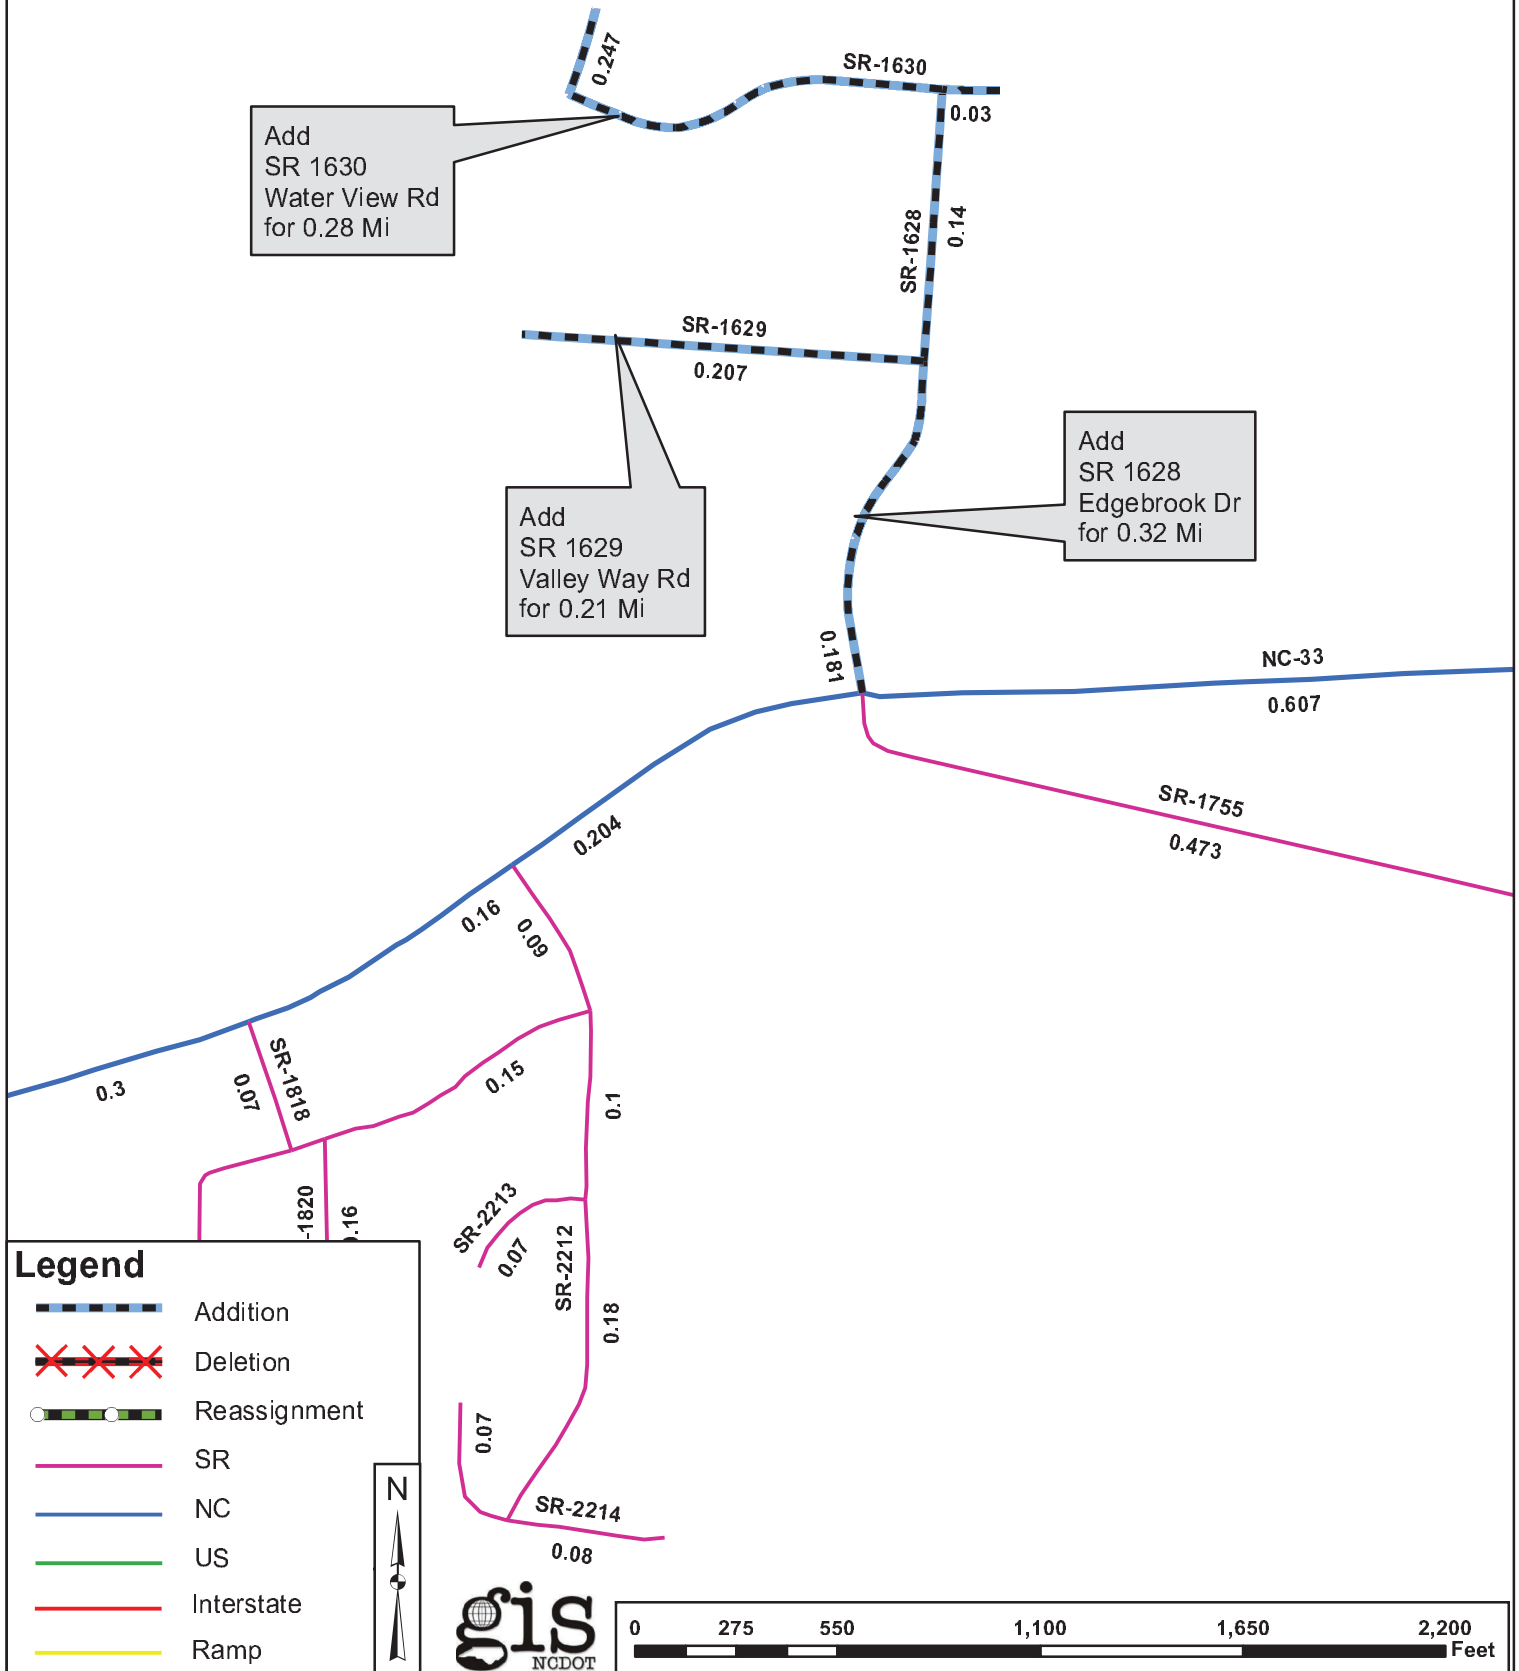 0.247
SR-1630
0.03
Add
SR 1630
Water View Rd
for 0.28 Mi
SR-1628
0.14
SR-1629
0.207
Add
SR 1628
Edgebrook Dr
for 0.32 Mi
Add
SR 1629
Valley Way Rd
for 0.21 Mi
0.181
NC-33
0.607
SR-1755
0.473
0.204
0.16
0.09
SR-1818
0.07
0.3
0.15
0.1
-1820
.16
SR-2213
0.07
SR-2212
0.18
0.07
SR-2214
0.08
Legend
Addition
Deletion
Reassignment
SR
NC
US
Interstate
Ramp
N
gis
NCDOT
0 275 550 1,100 1,650 2,200
Feet